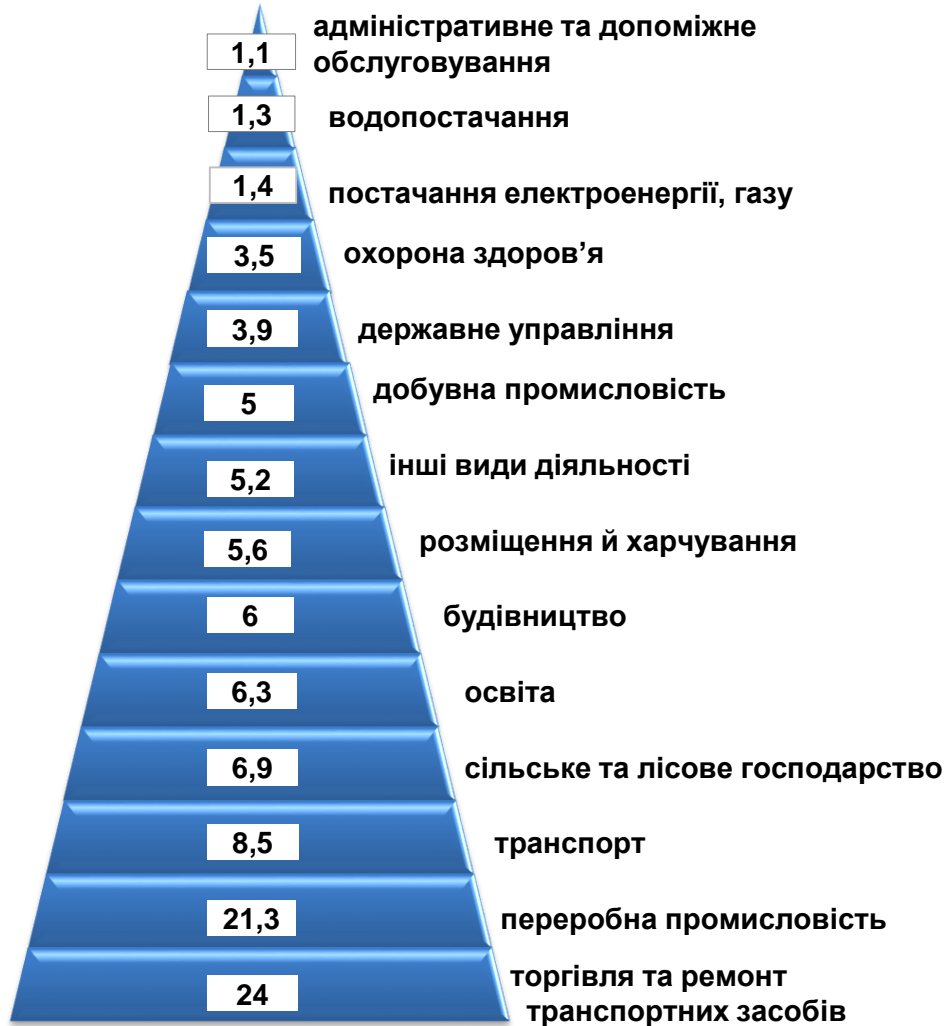 адміністративне та допоміжне
1,1
обслуговування
1,3 водопостачання
1,4 постачання електроенергії, газу
3,5 охорона здоров’я
3,9 державне управління
5 добувна промисловість
5,2 інші види діяльності
5,6 розміщення й харчування
6 будівництво
6,3 освіта
6,9 сільське та лісове господарство
8,5 транспорт
21,3 переробна промисловість
24 торгівля та ремонт
транспортних засобів